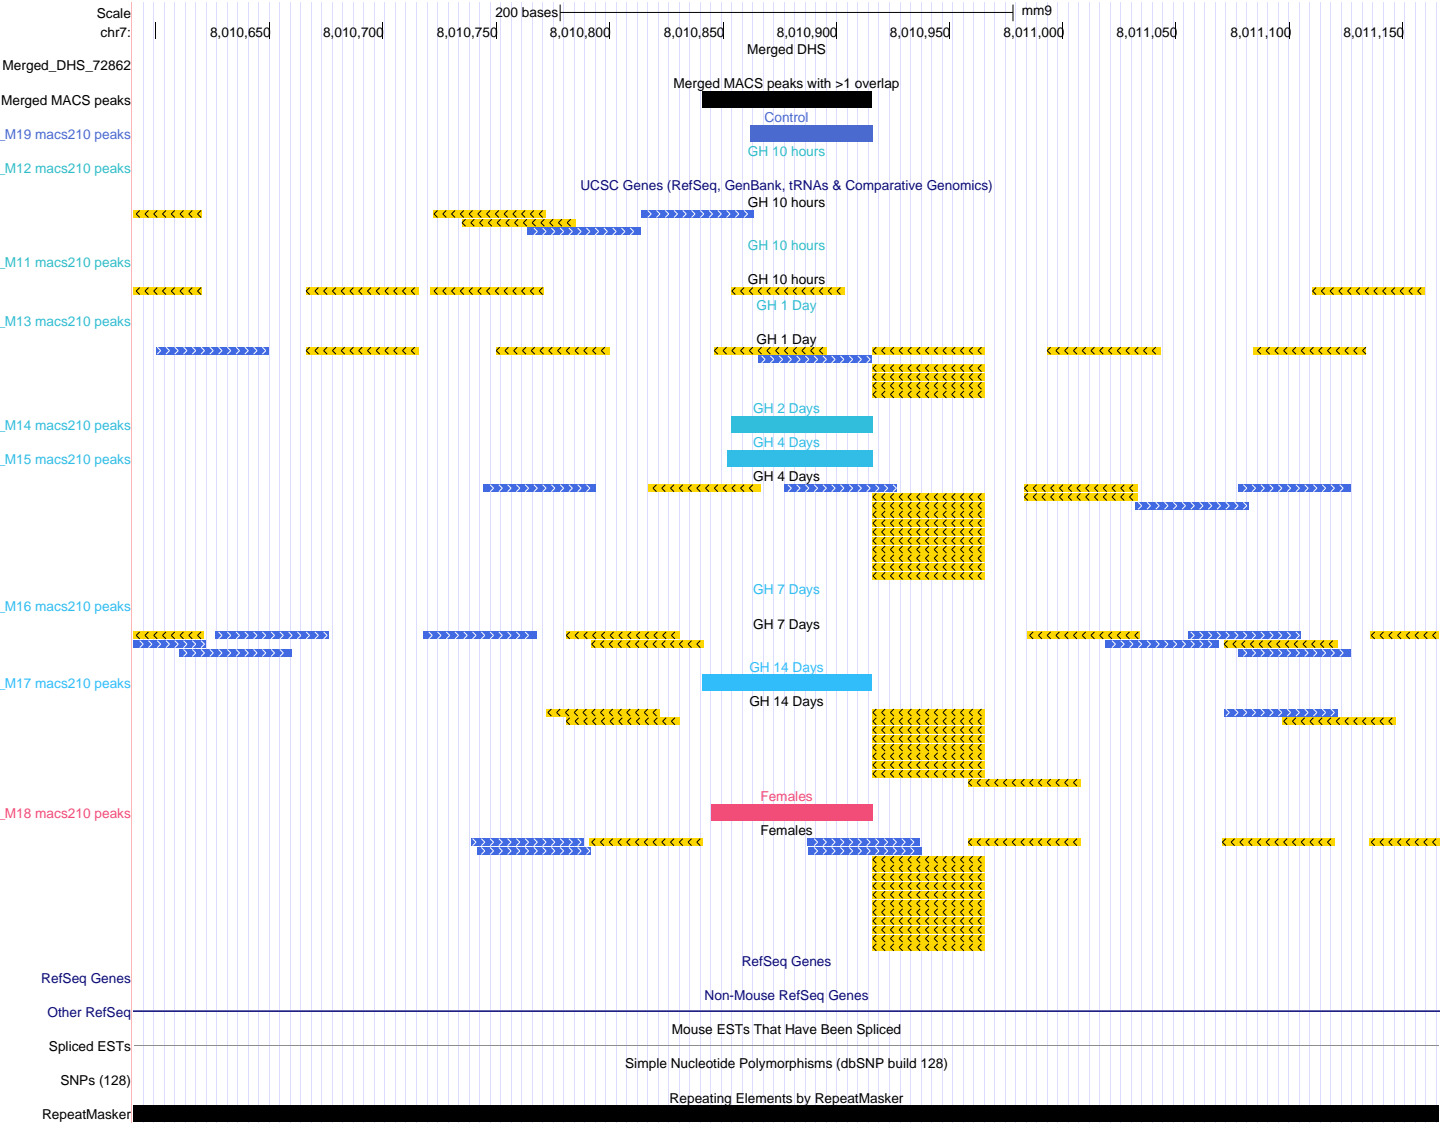 Scale 200 bases mm9
chr7: 8,010,650 8,010,700 8,010,750 8,010,800 8,010,850 8,010,900 8,010,950 8,011,000 8,011,050 8,011,100 8,011,150
Merged DHS
Merged_DHS_72862
Merged MACS peaks with >1 overlap
Merged MACS peaks
Control
_M19 macs210 peaks
GH 10 hours
_M12 macs210 peaks
UCSC Genes (RefSeq, GenBank, tRNAs & Comparative Genomics)
GH 10 hours
GH 10 hours
_M11 macs210 peaks
GH 10 hours
GH 1 Day
_M13 macs210 peaks
GH 1 Day
GH 2 Days
_M14 macs210 peaks
GH 4 Days
_M15 macs210 peaks
GH 4 Days
GH 7 Days
_M16 macs210 peaks
GH 7 Days
GH 14 Days
_M17 macs210 peaks
GH 14 Days
Females
_M18 macs210 peaks
Females
RefSeq Genes
RefSeq Genes
Non-Mouse RefSeq Genes
Other RefSeq
Mouse ESTs That Have Been Spliced
Spliced ESTs
Simple Nucleotide Polymorphisms (dbSNP build 128)
SNPs (128)
Repeating Elements by RepeatMasker
RepeatMasker